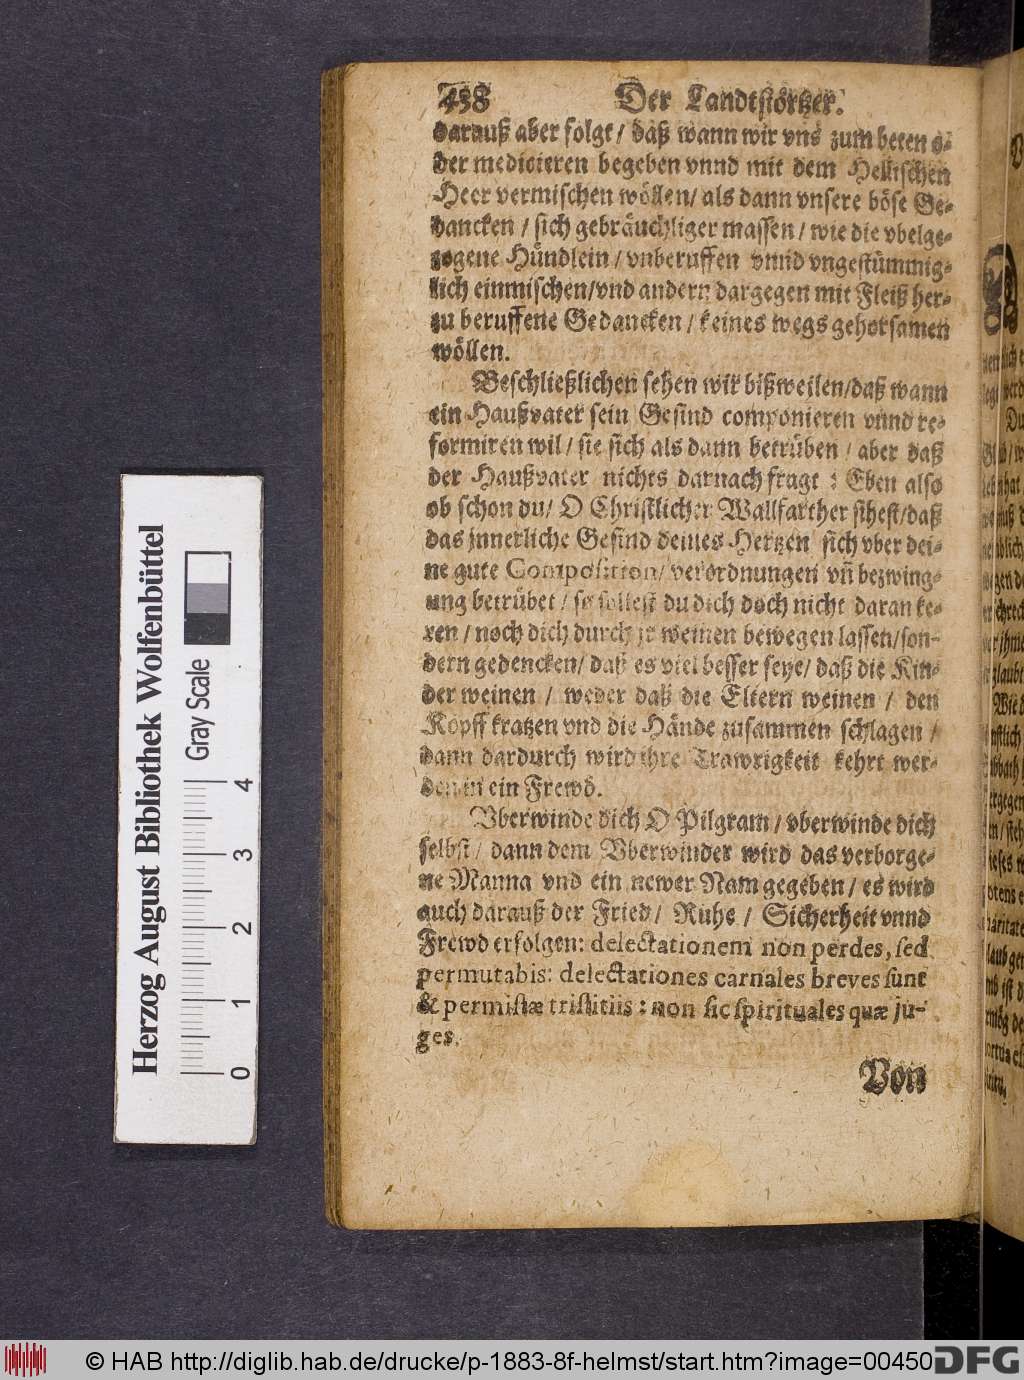 438 Der Landtstörtzer.
darauß aber folgt / daß wann wir vns zum beten o-
der medicieren begeben vnnd mit dem Hellischen
Heer vermischen wöllen / als dann vnsere böse Ge-
dancken / sich gebräuchliger massen / wie die vbelge-
zogene Hündlein / vnberuffen vnnd vngestümmig-
lich einmischen / vnd andern dargegen mit Fleiß her-
zu beruffene Gedancken / keines wegs gehorsamen
wöllen.
Beschließlichen sehen wir bißweilen / daß wann
ein Haußvater sein Gesind componieren vnnd re-
formiren wil / sie sich als dann betrüben / aber daß
der Haußvater nichts darnach fragt : Eben also
ob schon du / O Christlicher Wallfarther sihest / daß
das jnnerliche Gesind deines Hertzen sich vber dei-
ne gute Composition / verordnungen vñ bezwing-
ung betrübet / so sollest du dich doch nicht daran ke-
ren / noch dich durch jr weinen bewegen lassen / son-
dern gedencken / daß es viel besser seye / daß die Kin-
der weinen / weder daß die Eltern weinen / den
Kopff kratzen vnd die Hände zusammen schlagen /
dann dardurch wird ihre Trawrigkeit kehrt wer-
den in ein Frewd.
Vberwinde dich O Pilgram / vberwinde dich
selbst / dann dem Vberwinder wird das verborge-
ne Manna vnd ein newer Nam gegeben / es wird
auch darauß der Fried / Ruhe / Sicherheit vnnd
Frewd erfolgen: delectationem non perdes, sed
permutabis: delectationes carnales breves sunt
& permistæ tristitiis : non sic spirituales quæ ju-
ges.
Von
Herzog August Bibliothek Wolfenbüttel
Gray Scale
0 1 2 3 4
© HAB http://diglib.hab.de/drucke/p-1883-8f-helmst/start.htm?image=00450
DFG